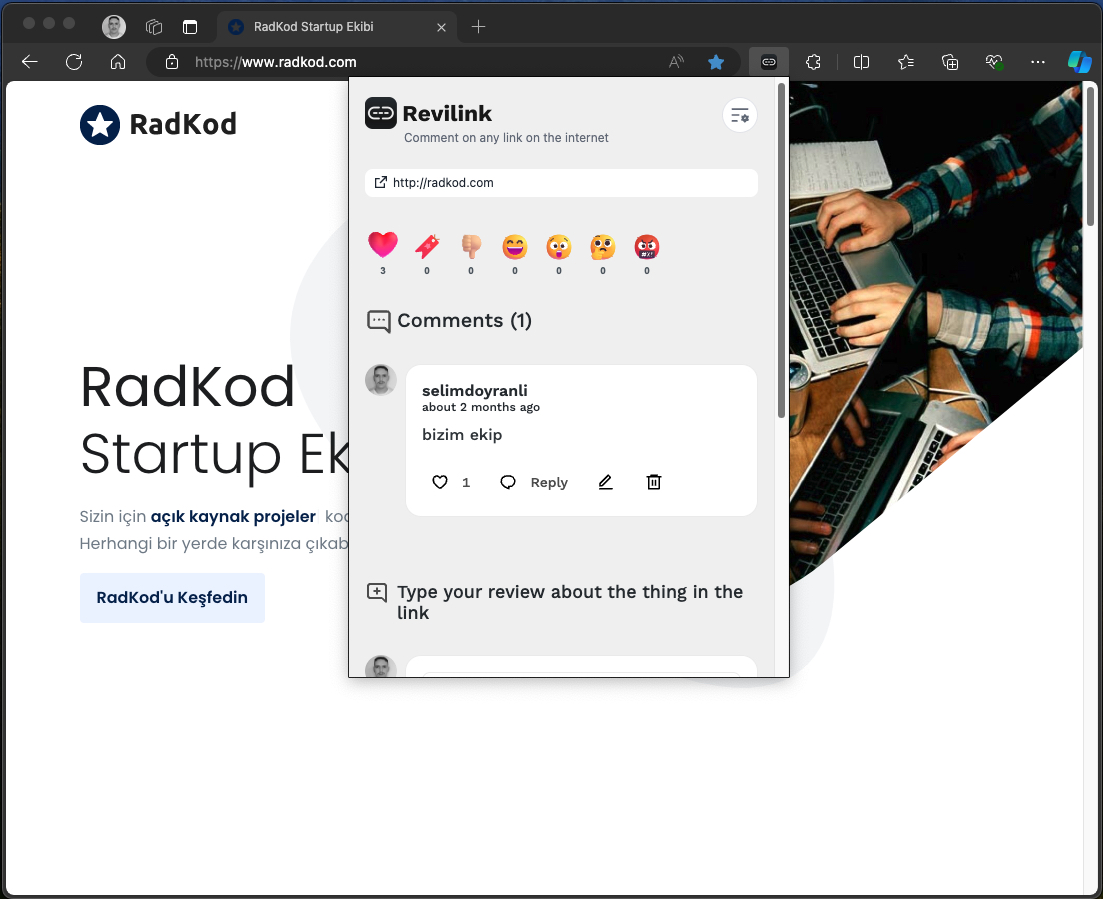 RadKod Startup Ekibi
https://www.radkod.com
RadKod
Revilink
Comment on any link on the internet
http://radkod.com
3 0 0 0 0 0 0
Comments (1)
selimdoyranli
about 2 months ago
bizim ekip
1 Reply
Type your review about the thing in the
link
RadKod
Startup Ek
Sizin için açık kaynak projeler
Herhangi bir yerde karşınıza çıkab
RadKod'u Keşfedin